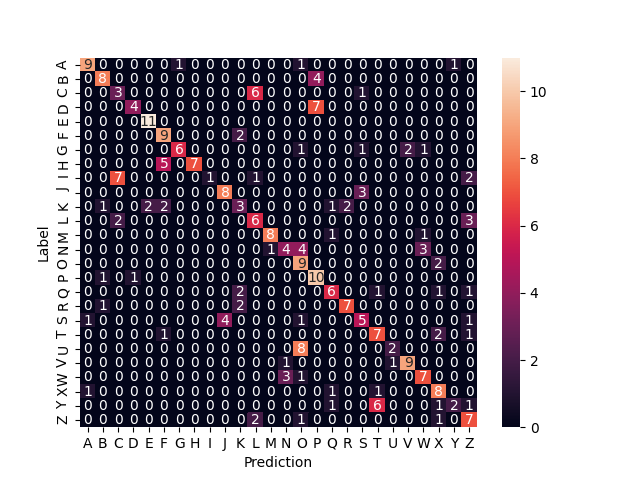 A 9 0 0 0 0 0 1 0 0 0 0 0 0 0 1 0 0 0 0 0 0 0 0 0 1 0
B 0 8 0 0 0 0 0 0 0 0 0 0 0 0 0 4 0 0 0 0 0 0 0 0 0 0
C 0 0 3 0 0 0 0 0 0 0 0 6 0 0 0 0 0 0 1 0 0 0 0 0 0 0
D 0 0 0 4 0 0 0 0 0 0 0 0 0 0 0 7 0 0 0 0 0 0 0 0 0 0
E 0 0 0 0 11 0 0 0 0 0 0 0 0 0 0 0 0 0 0 0 0 0 0 0 0 0
F 0 0 0 0 0 9 0 0 0 0 2 0 0 0 0 0 0 0 0 0 0 0 0 0 0 0
G 0 0 0 0 0 0 6 0 0 0 0 0 0 0 1 0 0 0 1 0 0 2 1 0 0 0
H 0 0 0 0 0 5 0 7 0 0 0 0 0 0 0 0 0 0 0 0 0 0 0 0 0 0
I 0 0 7 0 0 0 0 0 1 0 0 1 0 0 0 0 0 0 0 0 0 0 0 0 0 2
J 0 0 0 0 0 0 0 0 0 8 0 0 0 0 0 0 0 0 3 0 0 0 0 0 0 0
K 0 1 0 0 2 2 0 0 0 0 3 0 0 0 0 0 1 2 0 0 0 0 0 0 0 0
L 0 0 2 0 0 0 0 0 0 0 0 6 0 0 0 0 0 0 0 0 0 0 0 0 0 3
M 0 0 0 0 0 0 0 0 0 0 0 0 8 0 0 0 1 0 0 0 0 0 1 0 0 0
N 0 0 0 0 0 0 0 0 0 0 0 0 1 4 4 0 0 0 0 0 0 0 3 0 0 0
O 0 0 0 0 0 0 0 0 0 0 0 0 0 0 9 0 0 0 0 0 0 0 0 2 0 0
P 0 1 0 1 0 0 0 0 0 0 0 0 0 0 0 10 0 0 0 0 0 0 0 0 0 0
Q 0 0 0 0 0 0 0 0 0 0 2 0 0 0 0 0 6 0 0 1 0 0 0 1 0 1
R 0 1 0 0 0 0 0 0 0 0 2 0 0 0 0 0 0 7 0 0 0 0 0 0 0 0
S 1 0 0 0 0 0 0 0 0 4 0 0 0 0 1 0 0 0 5 0 0 0 0 0 0 1
T 0 0 0 0 0 1 0 0 0 0 0 0 0 0 0 0 0 0 0 7 0 0 0 2 0 1
U 0 0 0 0 0 0 0 0 0 0 0 0 0 0 8 0 0 0 0 0 2 0 0 0 0 0
V 0 0 0 0 0 0 0 0 0 0 0 0 0 1 0 0 0 0 0 0 1 9 0 0 0 0
W 0 0 0 0 0 0 0 0 0 0 0 0 0 3 1 0 0 0 0 0 0 0 7 0 0 0
X 1 0 0 0 0 0 0 0 0 0 0 0 0 0 0 0 1 0 0 1 0 0 0 8 0 0
Y 0 0 0 0 0 0 0 0 0 0 0 0 0 0 0 0 1 0 0 6 0 0 0 1 2 1
Z 0 0 0 0 0 0 0 0 0 0 0 2 0 0 1 0 0 0 0 0 0 0 0 1 0 7
A B C D E F G H I J K L M N O P Q R S T U V W X Y Z
Prediction
Label
10
8
6
4
2
0